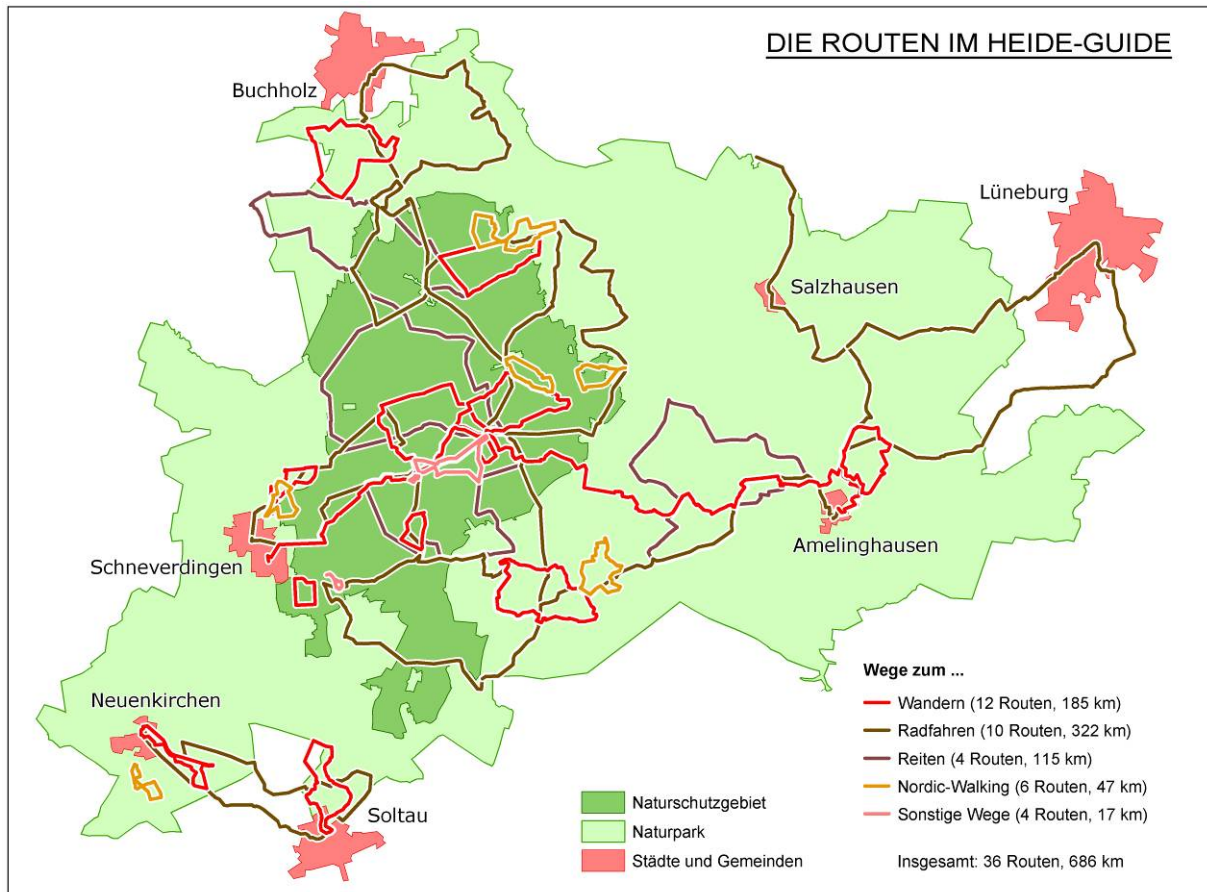 DIE ROUTEN IM HEIDE-GUIDE
Buchholz
Lüneburg
Salzhausen
Amelinghausen
Schneverdingen
Neuenkirchen
Soltau
Wege zum ...
Wandern (12 Routen, 185 km)
Radfahren (10 Routen, 322 km)
Reiten (4 Routen, 115 km)
Nordic-Walking (6 Routen, 47 km)
Sonstige Wege (4 Routen, 17 km)
Insgesamt: 36 Routen, 686 km
Naturschutzgebiet
Naturpark
Städte und Gemeinden